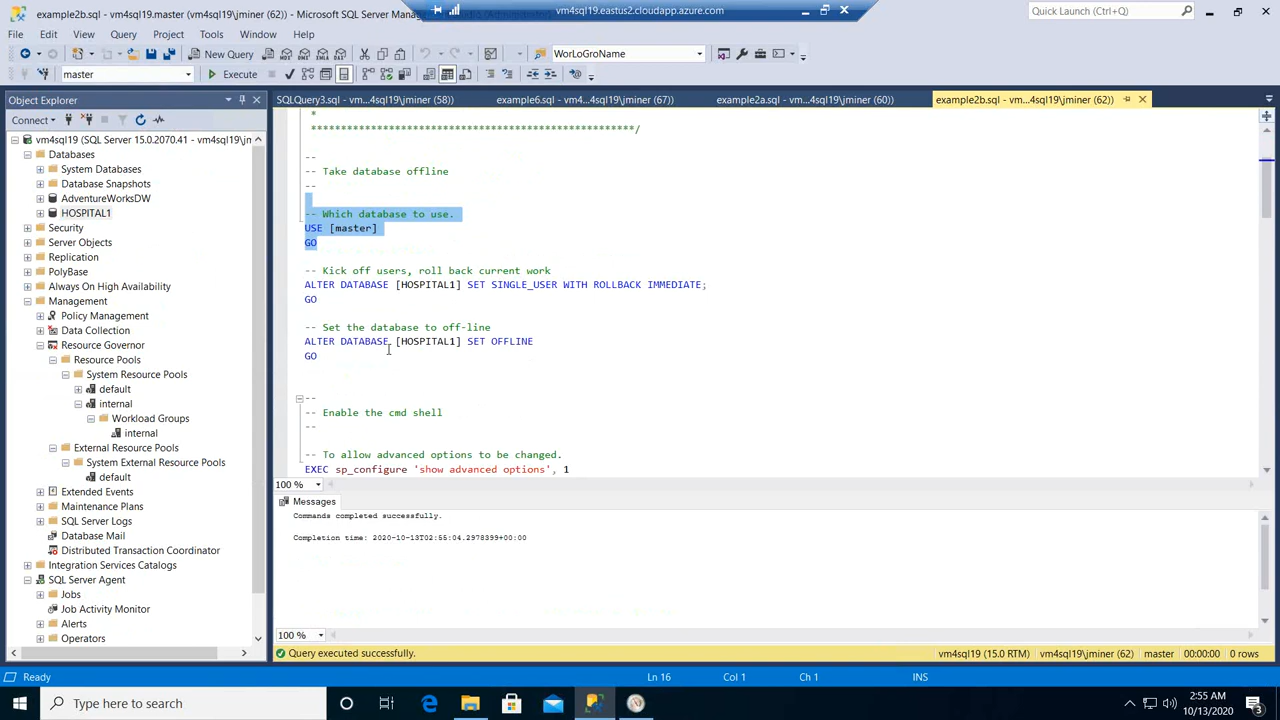 example2b.sql - vm4sql19.master (vm4sql19\jminer (62)) - Microsoft SQL Server Mana
vm4sql19.eastus2.cloudapp.azure.com
Quick Launch (Ctrl+Q)
File Edit View Query Project Tools Window Help
New Query
MDX DMX XMLA DAX
WorLoGroName
master
Execute
Object Explorer
Connect
vm4sql19 (SQL Server 15.0.2070.41 - vm4sql19\jm
Databases
System Databases
Database Snapshots
AdventureWorksDW
HOSPITAL1
Security
Server Objects
Replication
PolyBase
Always On High Availability
Management
Policy Management
Data Collection
Resource Governor
Resource Pools
System Resource Pools
default
internal
Workload Groups
internal
External Resource Pools
System External Resource Pools
default
Extended Events
Maintenance Plans
SQL Server Logs
Database Mail
Distributed Transaction Coordinator
Integration Services Catalogs
SQL Server Agent
Jobs
Job Activity Monitor
Alerts
Operators
SQLQuery3.sql - vm...4sql19\jminer (58))
example6.sql - vm...4sql19\jminer (67))
example2a.sql - vm...4sql19\jminer (60))
example2b.sql - vm...4sql19\jminer (62))
*
******************************************************/
--
-- Take database offline
--
-- Which database to use.
USE [master]
GO
-- Kick off users, roll back current work
ALTER DATABASE [HOSPITAL1] SET SINGLE_USER WITH ROLLBACK IMMEDIATE;
GO
-- Set the database to off-line
ALTER DATABASE [HOSPITAL1] SET OFFLINE
GO
--
-- Enable the cmd shell
--
-- To allow advanced options to be changed.
EXEC sp_configure 'show advanced options', 1
100 %
Messages
Commands completed successfully.
Completion time: 2020-10-13T02:55:04.2978399+00:00
100 %
Query executed successfully.
vm4sql19 (15.0 RTM) vm4sql19\jminer (62) master 00:00:00 0 rows
Ready
Ln 16 Col 1 Ch 1 INS
Type here to search
2:55 AM
10/13/2020
3